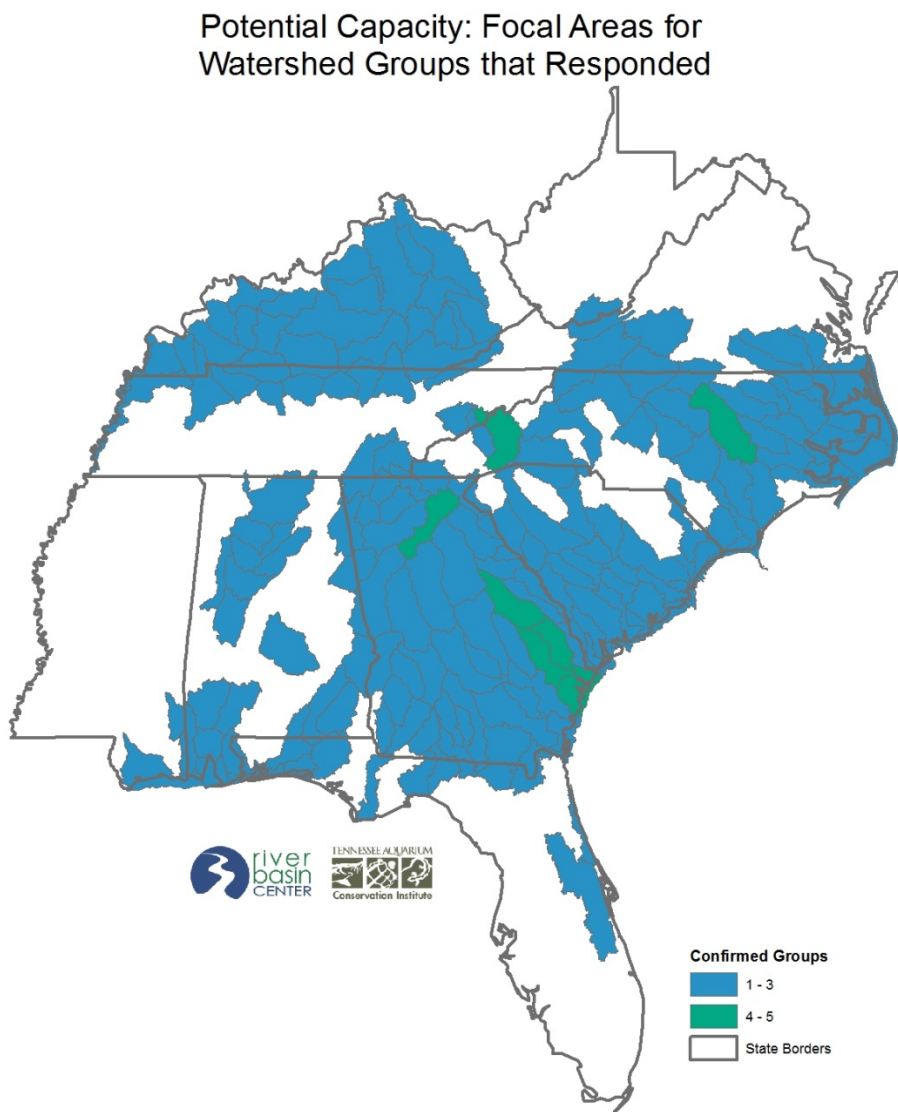 Potential Capacity: Focal Areas for
Watershed Groups that Responded
river
basin
CENTER
TENNESSEE AQUARIUM
Conservation Institute
Confirmed Groups
1 - 3
4 - 5
State Borders